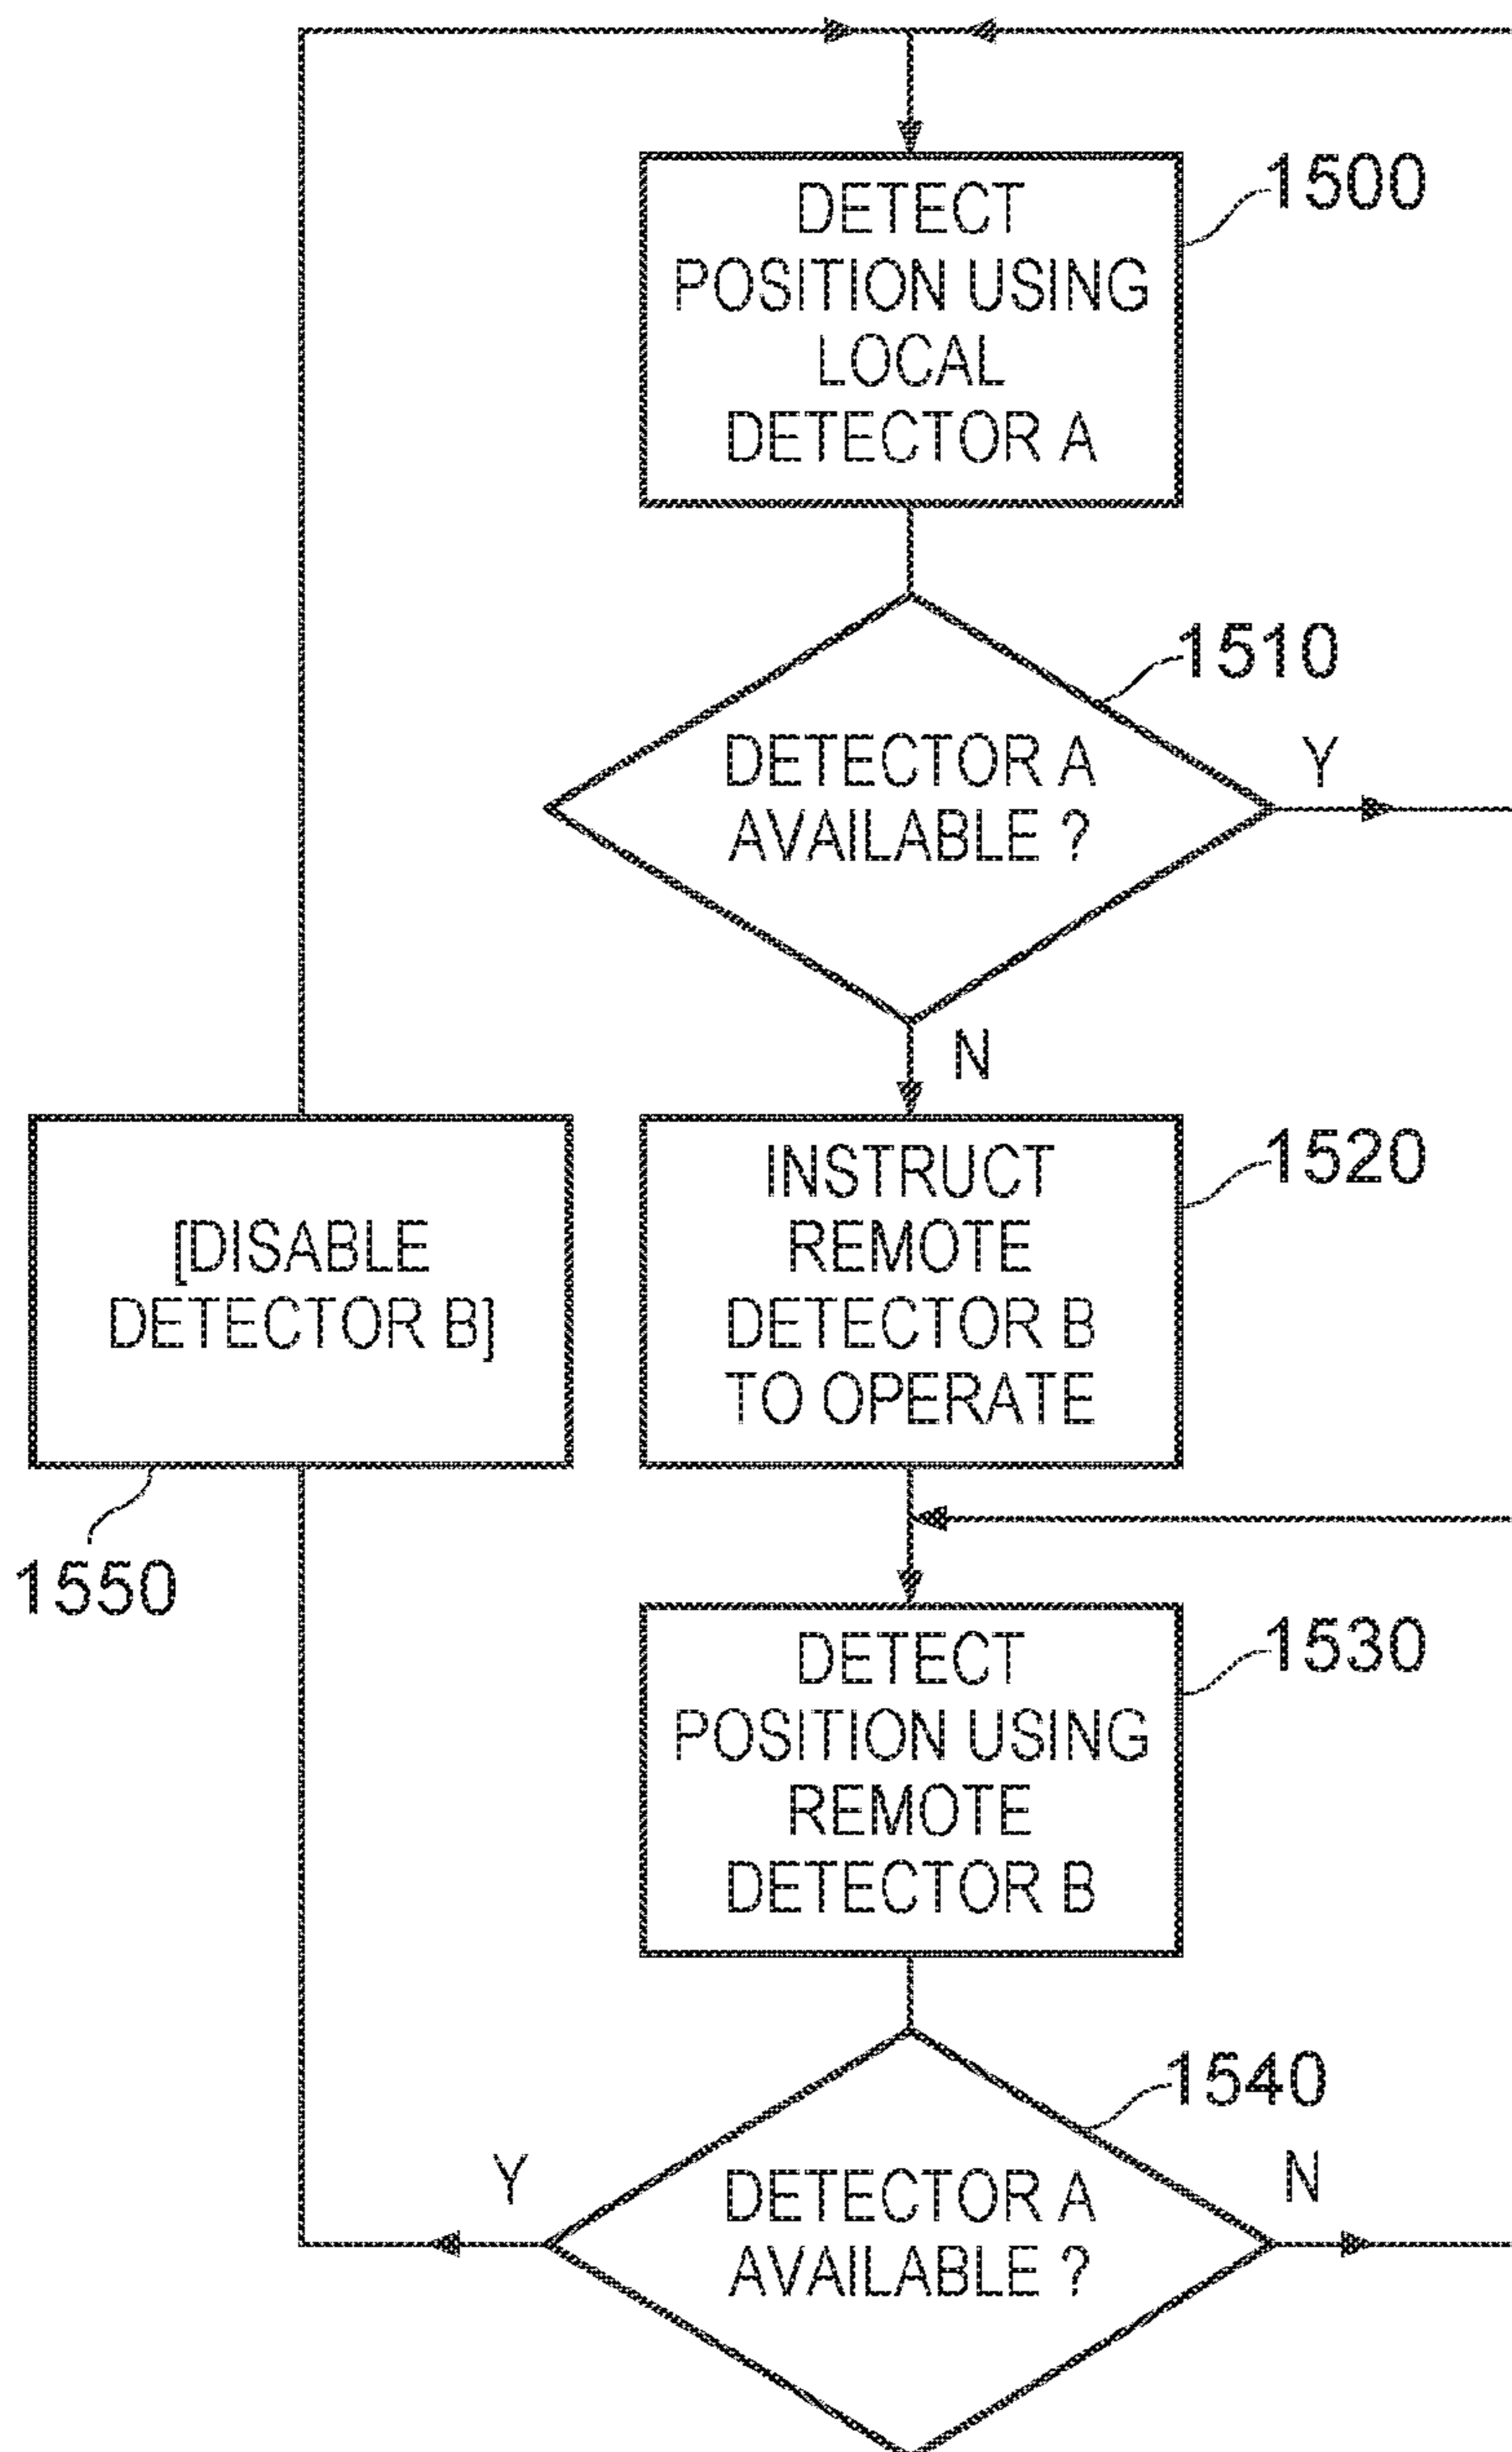 DETECT
POSITION USING
LOCAL
DETECTOR A
1500
DETECTOR A
AVAILABLE ?
1510
Y
N
[DISABLE
DETECTOR B]
1550
INSTRUCT
REMOTE
DETECTOR B
TO OPERATE
1520
DETECT
POSITION USING
REMOTE
DETECTOR B
1530
DETECTOR A
AVAILABLE ?
1540
Y
N